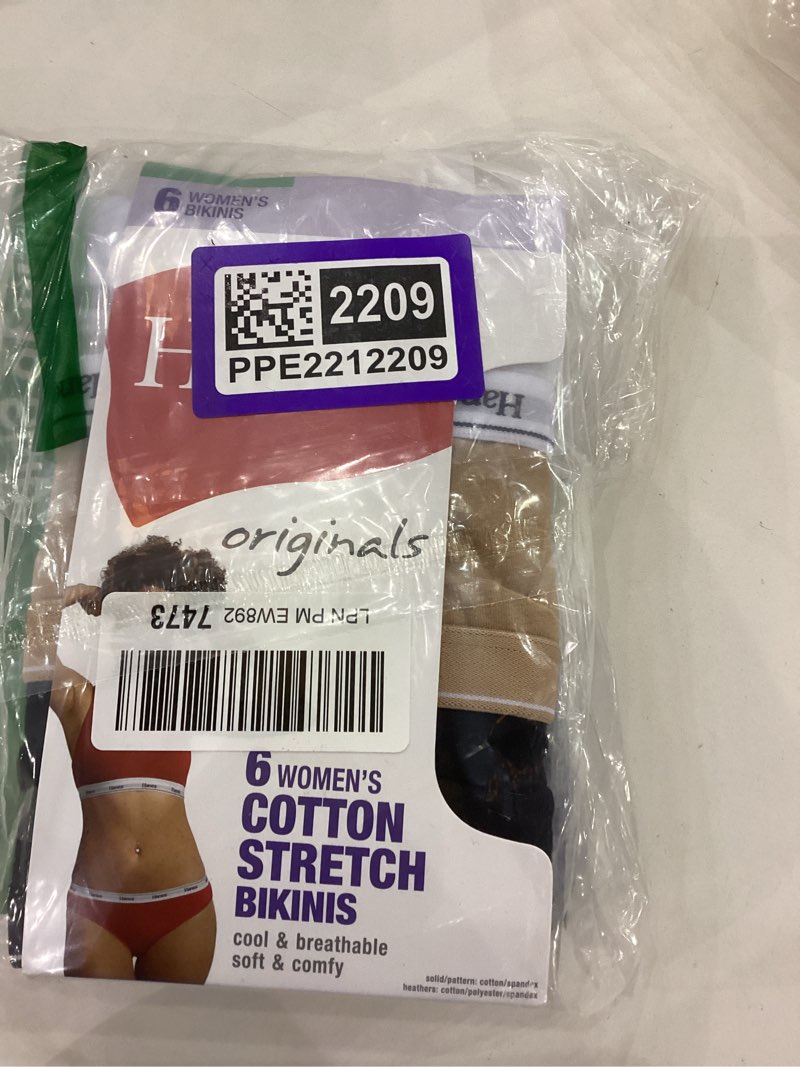 6 WOMEN'S
BIKINIS
2209
PPE2212209
H
Han
originals
LPN PM EW892 7473
6 WOMEN'S
COTTON
STRETCH
BIKINIS
cool & breathable
soft & comfy
solid/pattern: cotton/spandex
heathers: cotton/polyester/spandex